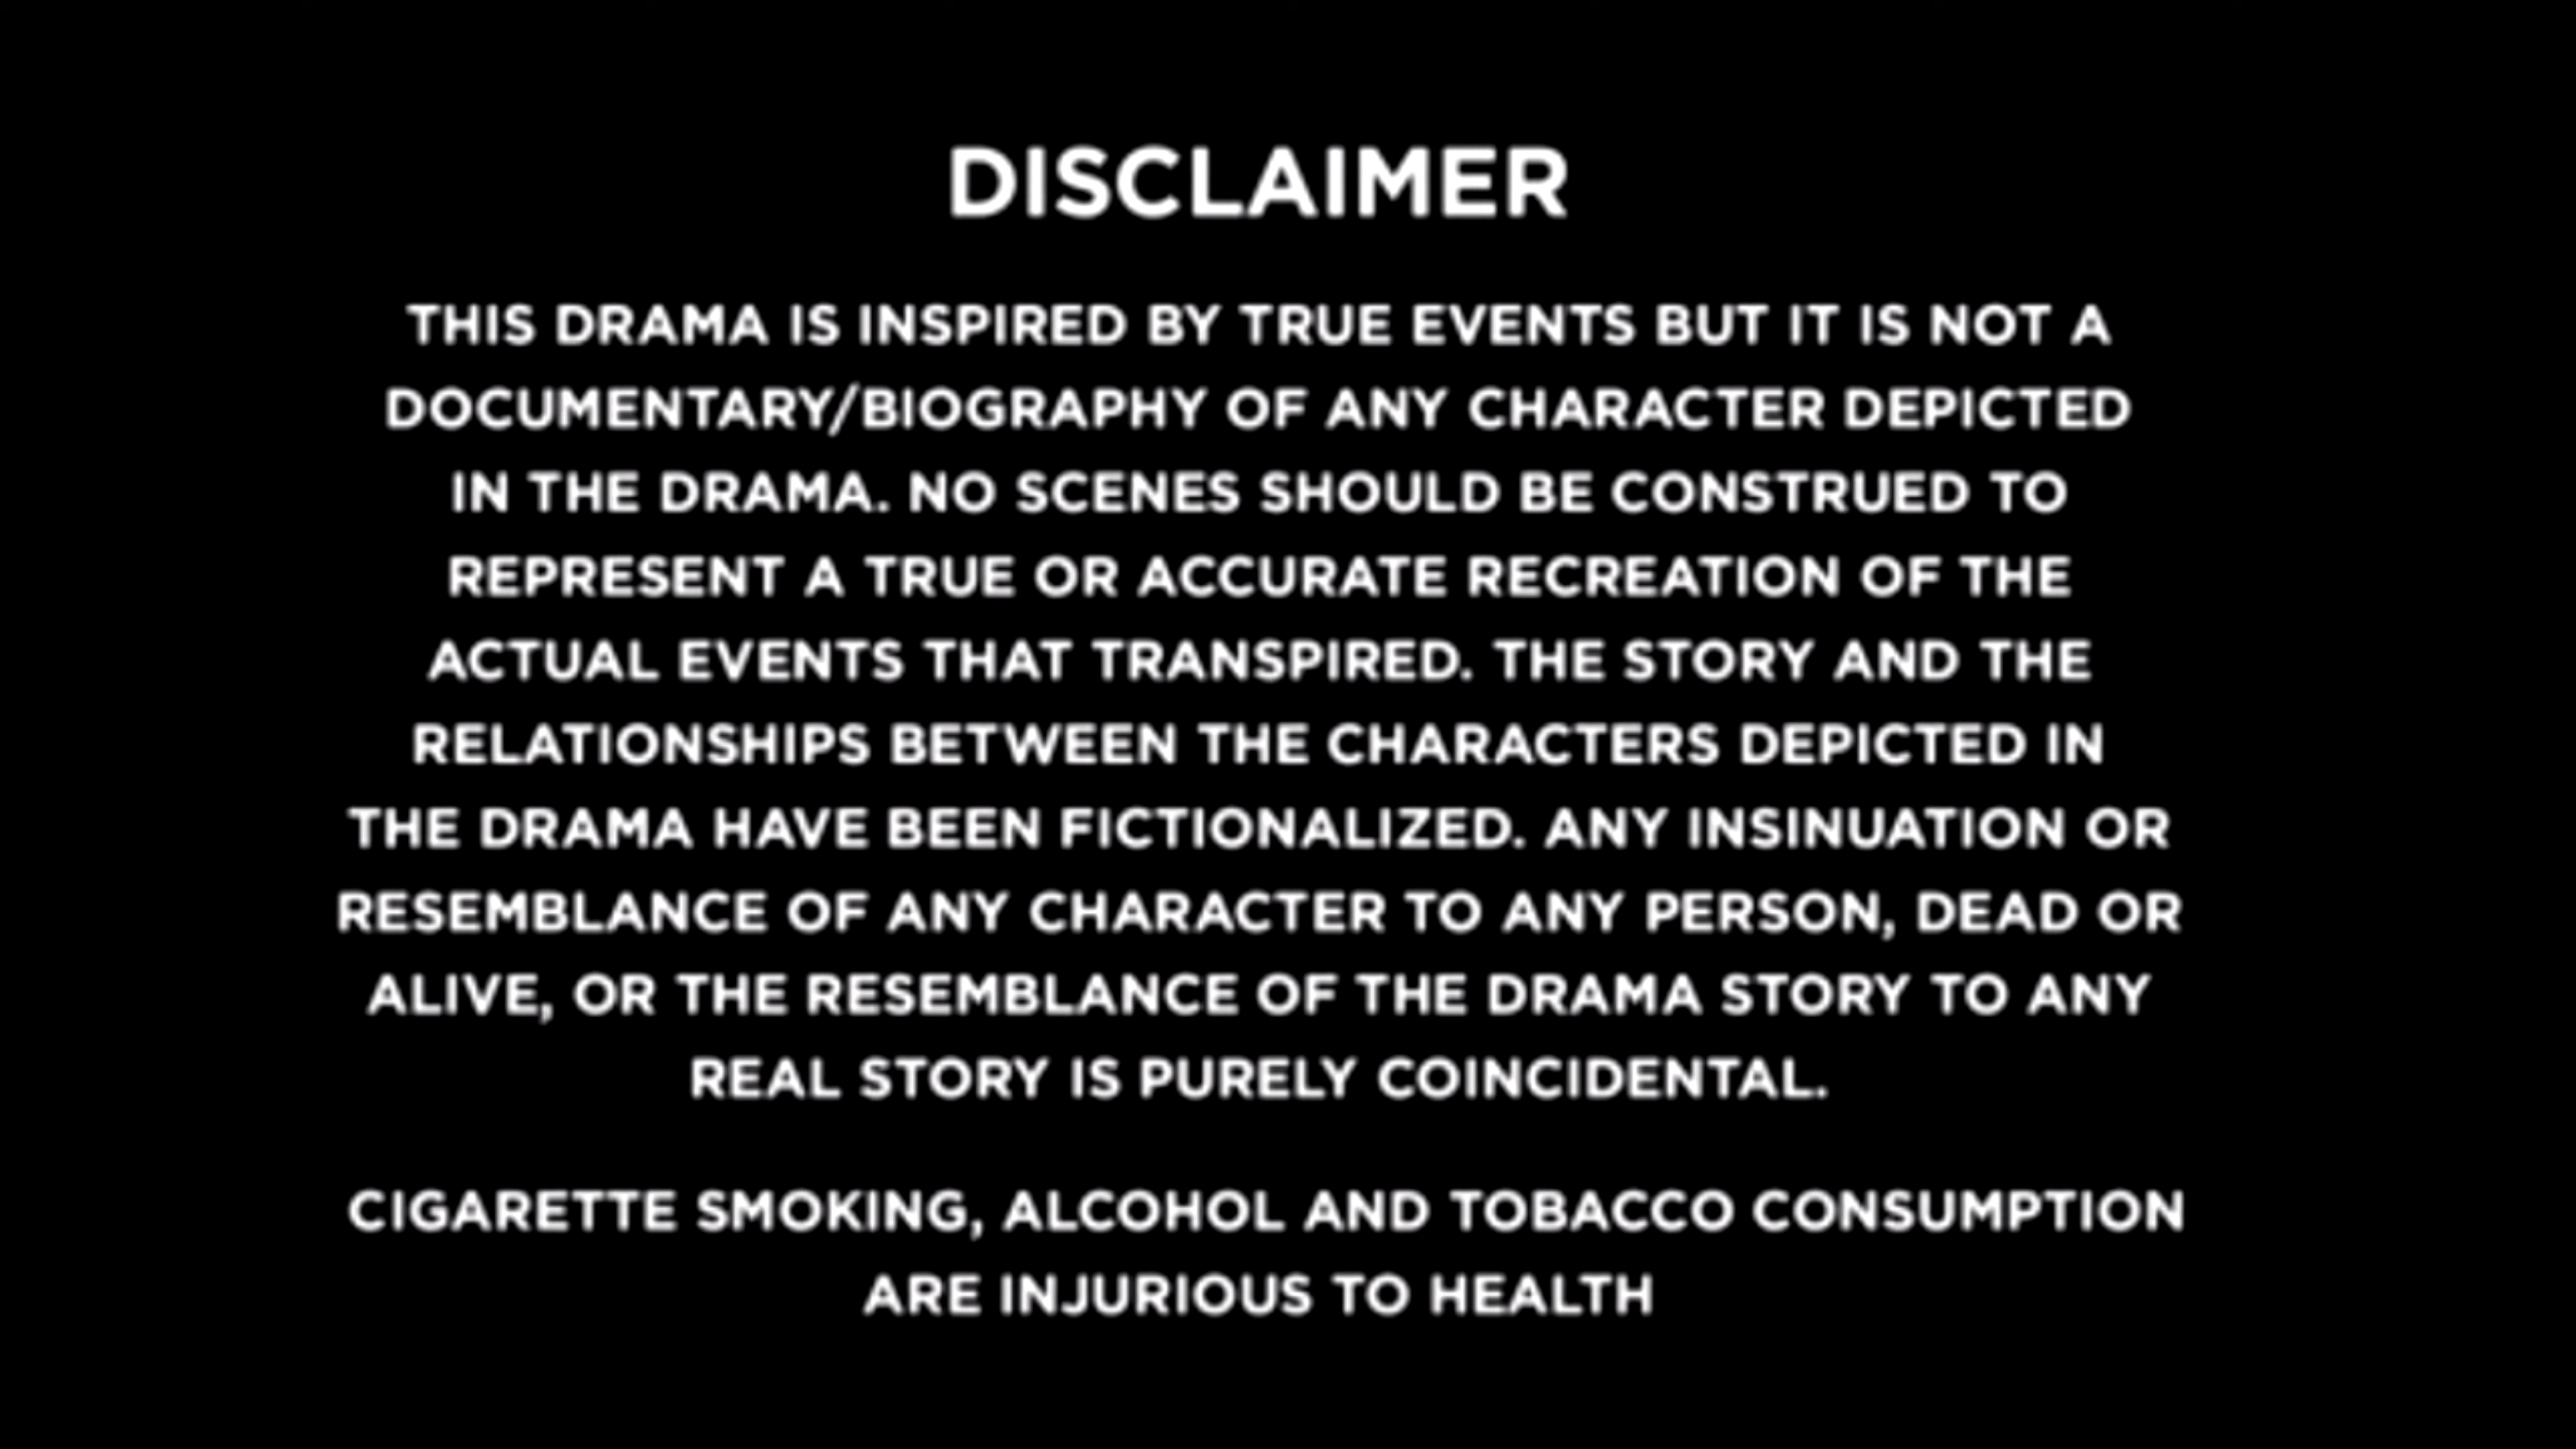 DISCLAIMER
THIS DRAMA IS INSPIRED BY TRUE EVENTS BUT IT IS NOT A
DOCUMENTARY/BIOGRAPHY OF ANY CHARACTER DEPICTED
IN THE DRAMA. NO SCENES SHOULD BE CONSTRUED TO
REPRESENT A TRUE OR ACCURATE RECREATION OF THE
ACTUAL EVENTS THAT TRANSPIRED. THE STORY AND THE
RELATIONSHIPS BETWEEN THE CHARACTERS DEPICTED IN
THE DRAMA HAVE BEEN FICTIONALIZED. ANY INSINUATION OR
RESEMBLANCE OF ANY CHARACTER TO ANY PERSON, DEAD OR
ALIVE, OR THE RESEMBLANCE OF THE DRAMA STORY TO ANY
REAL STORY IS PURELY COINCIDENTAL.
CIGARETTE SMOKING, ALCOHOL AND TOBACCO CONSUMPTION
ARE INJURIOUS TO HEALTH